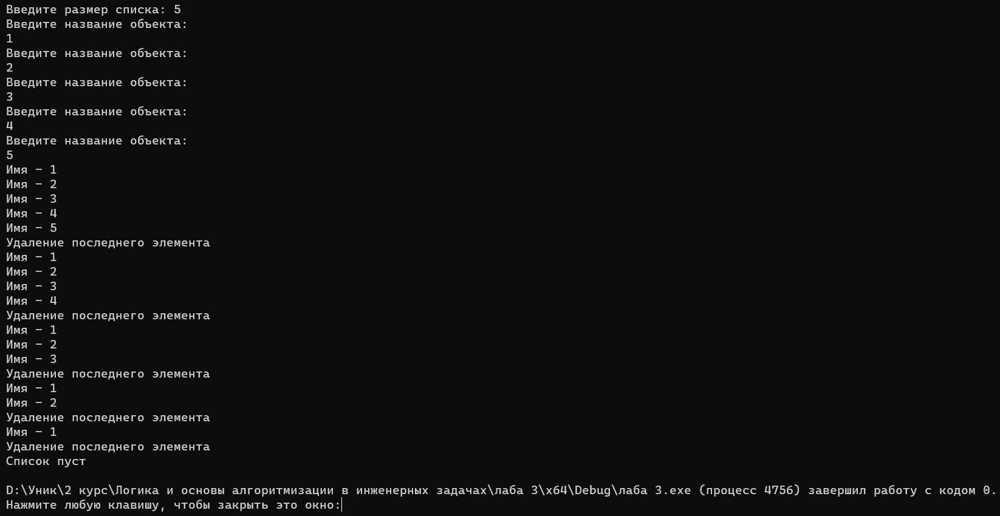 Введите размер списка: 5
Введите название объекта:
1
Введите название объекта:
2
Введите название объекта:
3
Введите название объекта:
4
Введите название объекта:
5
Имя - 1
Имя - 2
Имя - 3
Имя - 4
Имя - 5
Удаление последнего элемента
Имя - 1
Имя - 2
Имя - 3
Имя - 4
Удаление последнего элемента
Имя - 1
Имя - 2
Имя - 3
Удаление последнего элемента
Имя - 1
Имя - 2
Удаление последнего элемента
Имя - 1
Удаление последнего элемента
Список пуст
D:\Уник\2 курс\Логика и основы алгоритмизации в инженерных задачах\лаба 3\x64\Debug\лаба 3.exe (процесс 4756) завершил работу с кодом 0.
Нажмите любую клавишу, чтобы закрыть это окно: